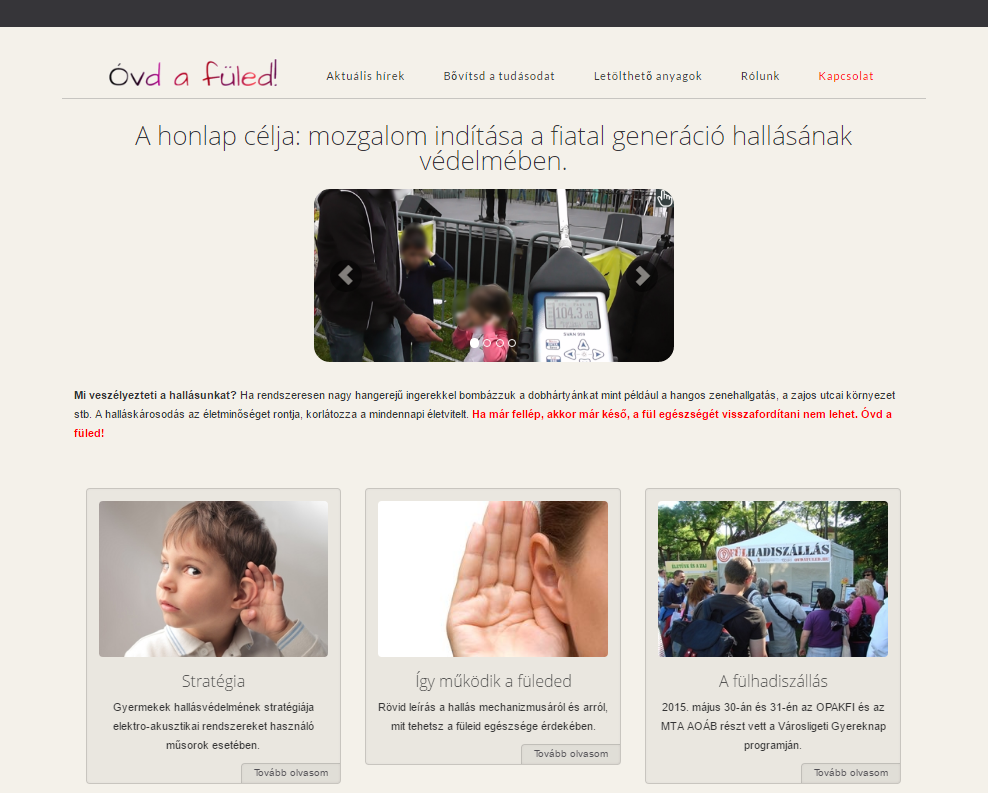 Óvd a füled!
Aktuális hírek
Bővítsd a tudásodat
Letölthető anyagok
Rólunk
Kapcsolat
A honlap célja: mozgalom indítása a fiatal generáció hallásának
védelmében.
104.3 dB
Mi veszélyezteti a hallásunkat? Ha rendszeresen nagy hangerejű ingerekkel bombázzuk a dobhártyánkat mint például a hangos zenehallgatás, a zajos utcai környezet
stb. A halláskárosodás az életminőséget rontja, korlátozza a mindennapi életvitelt. Ha már fellép, akkor már késő, a fül egészségét visszafordítani nem lehet. Óvd a
füled!
FÜLHADISZÁLLÁS
Stratégia
Gyermekek hallásvédelmének stratégiája
elektro-akusztikai rendszereket használó
műsorok esetében.
Tovább olvasom
Így működik a füleded
Rövid leírás a hallás mechanizmusáról és arról,
mit tehetsz a füleid egészsége érdekében.
Tovább olvasom
A fülhadiszállás
2015. május 30-án és 31-én az OPAKFI és az
MTA AOÁB részt vett a Városligeti Gyereknap
programján.
Tovább olvasom